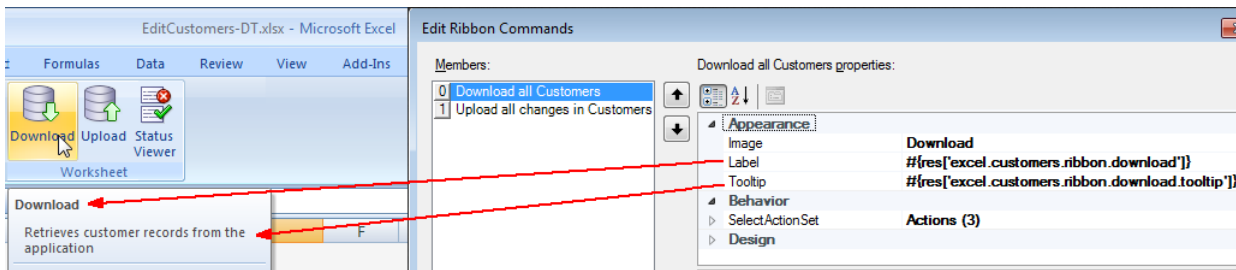 EditCustomers-DT.xlsx - Microsoft Excel
Formulas Data Review View Add-Ins
Download Upload Status
Viewer
Worksheet
Download
Retrieves customer records from the
application
F
Edit Ribbon Commands
Members:
0 Download all Customers
1 Upload all changes in Customers
Download all Customers properties:
Appearance
Image Download
Label #{res['excel.customers.ribbon.download']}
Tooltip #{res['excel.customers.ribbon.download.tooltip']}
Behavior
SelectActionSet Actions (3)
Design